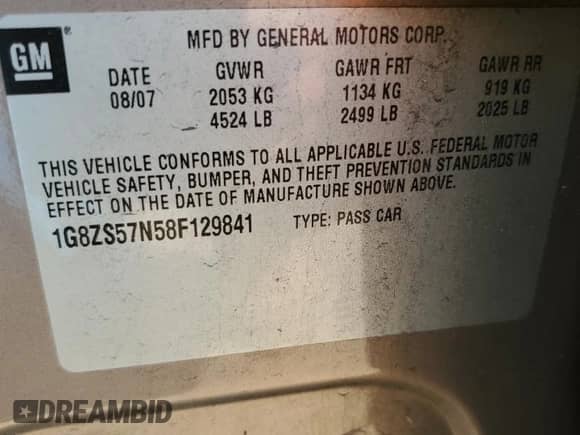 GM ® MFD BY GENERAL MOTORS CORP.
DATE GVWR GAWR FRT GAWR RR
08/07 2053 KG 1134 KG 919 KG
4524 LB 2499 LB 2025 LB
THIS VEHICLE CONFORMS TO ALL APPLICABLE U.S. FEDERAL MOTOR
VEHICLE SAFETY, BUMPER, AND THEFT PREVENTION STANDARDS IN
EFFECT ON THE DATE OF MANUFACTURE SHOWN ABOVE.
1G8ZS57N58F129841 TYPE: PASS CAR
DREAMBID